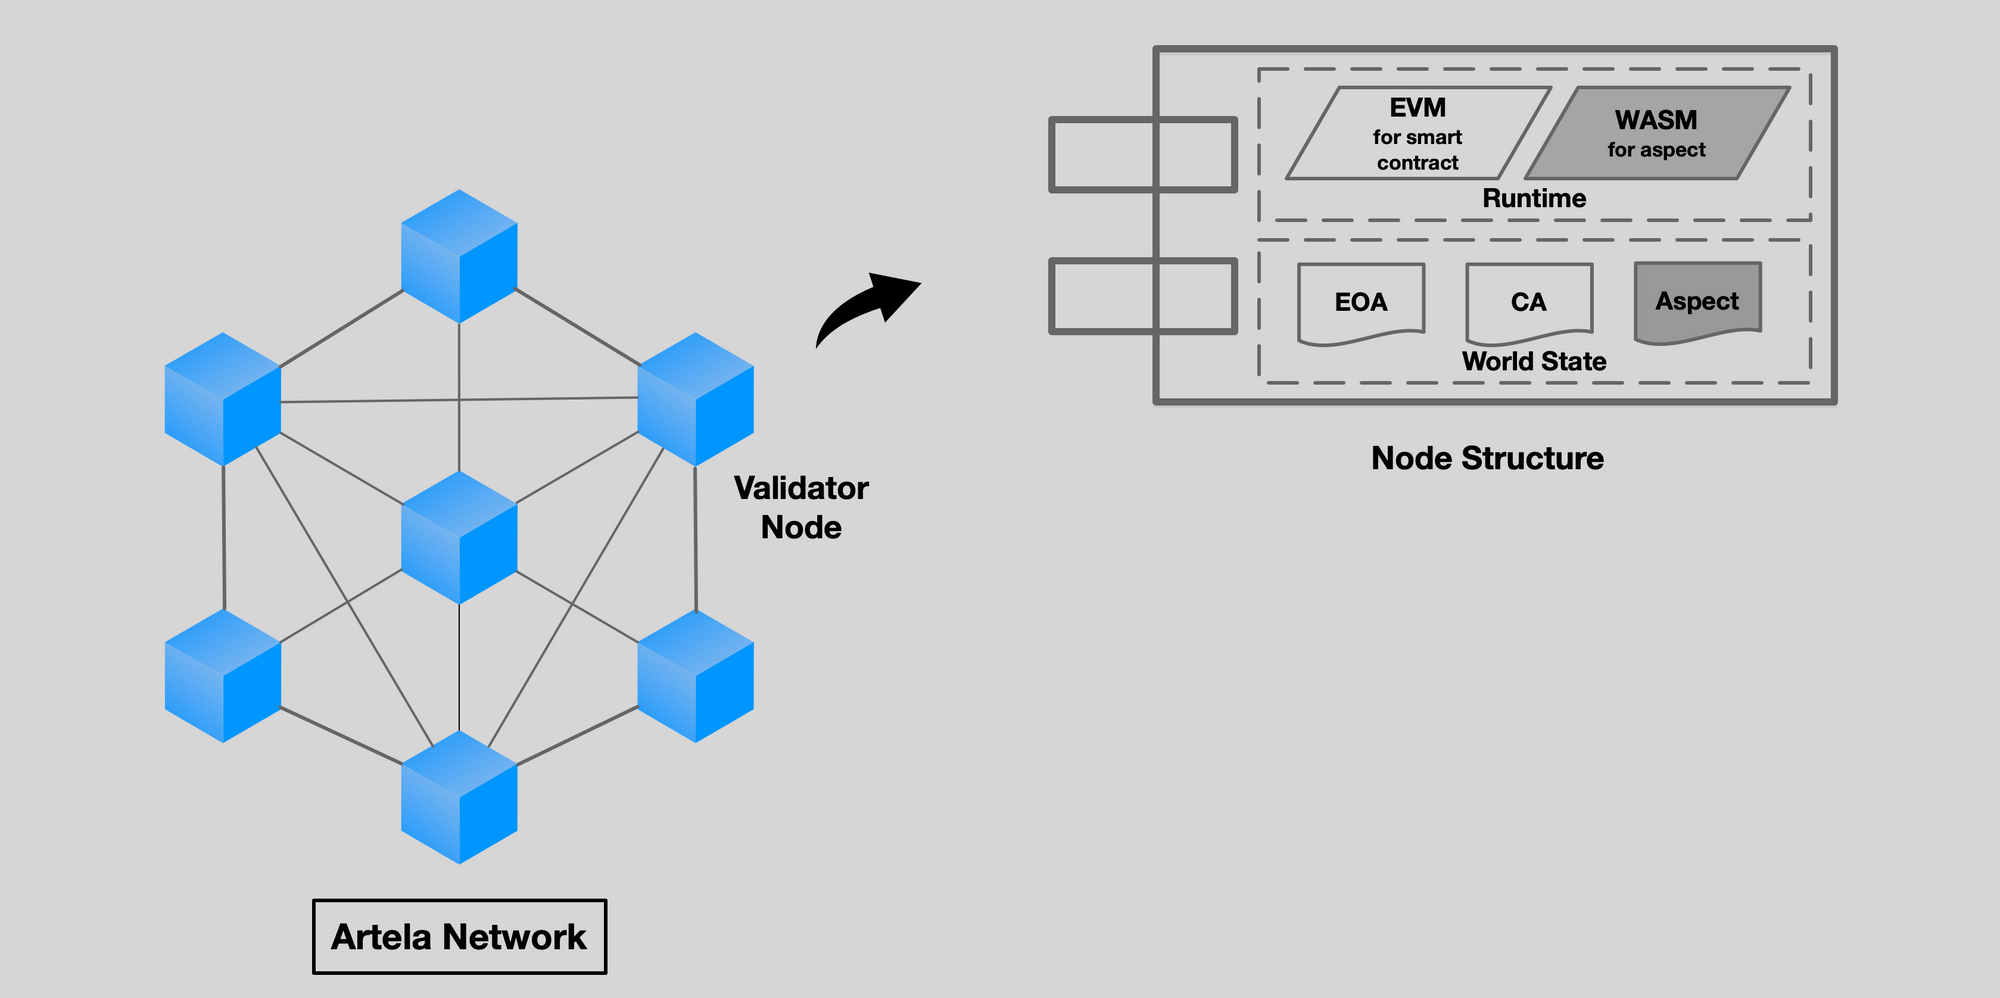 EVM
for smart
contract
WASM
for aspect
Runtime
EOA
CA
Aspect
World State
Node Structure
Validator
Node
Artela Network